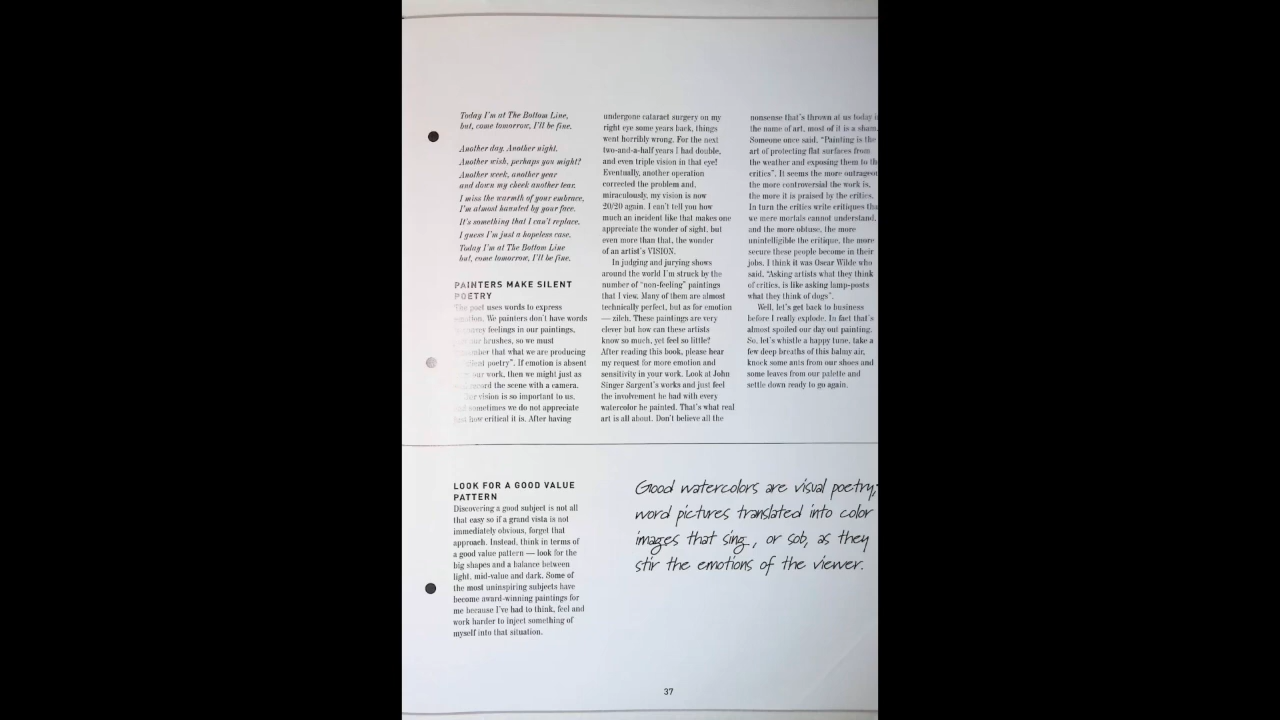 Today I'm at The Bottom Line,
but, come tomorrow, I'll be fine.
Another day. Another night.
Another wish, perhaps you might?
Another week, another year
and down my cheek another tear.
I miss the warmth of your embrace,
I'm almost haunted by your face.
It's something that I can't replace.
I guess I'm just a hopeless case.
Today I'm at The Bottom Line
but, come tomorrow, I'll be fine.
PAINTERS MAKE SILENT
POETRY
The poet uses words to express
emotion. We painters don't have words
feelings in our paintings,
brushes, so we must
that what we are producing
poetry". If emotion is absent
our work, then we might just as
record the scene with a camera.
vision is so important to us,
sometimes we do not appreciate
how critical it is. After having
undergone cataract surgery on my
right eye some years back, things
went horribly wrong. For the next
two-and-a-half years I had double,
and even triple vision in that eye!
Eventually, another operation
corrected the problem and,
miraculously, my vision is now
20/20 again. I can't tell you how
much an incident like that makes one
appreciate the wonder of sight, but
even more than that, the wonder
of an artist's VISION.
In judging and jurying shows
around the world I'm struck by the
number of "non-feeling" paintings
that I view. Many of them are almost
technically perfect, but as for emotion
— zilch. These paintings are very
clever but how can these artists
know so much, yet feel so little?
After reading this book, please hear
my request for more emotion and
sensitivity in your work. Look at John
Singer Sargent's works and just feel
the involvement he had with every
watercolor he painted. That's what real
art is all about. Don't believe all the
nonsense that's thrown at us today
the name of art, most of it is a sham.
Someone once said, "Painting is the
art of protecting flat surfaces from
the weather and exposing them to
critics". It seems the more
the more controversial the work is,
the more it is praised by the critics.
In turn the critics write critiques
we mere mortals cannot understand,
and the more obtuse, the more
unintelligible the critique, the more
secure these people become in their
jobs. I think it was Oscar Wilde who
said, "Asking artists what they think
of critics, is like asking lamp-posts
what they think of dogs".
Well, let's get back to business
before I really explode. In fact that's
almost spoiled our day out painting.
So, let's whistle a happy tune, take a
few deep breaths of this balmy air,
knock some ants from our shoes and
some leaves from our palette and
settle down ready to go again.
LOOK FOR A GOOD VALUE
PATTERN
Discovering a good subject is not all
that easy so if a grand vista is not
immediately obvious, forget that
approach. Instead, think in terms of
a good value pattern — look for the
big shapes and a balance between
light, mid-value and dark. Some of
the most uninspiring subjects have
become award-winning paintings for
me because I've had to think, feel and
work harder to inject something of
myself into that situation.
Good watercolors are visual poetry;
word pictures translated into color
images that sing, or sob, as they
stir the emotions of the viewer.
37